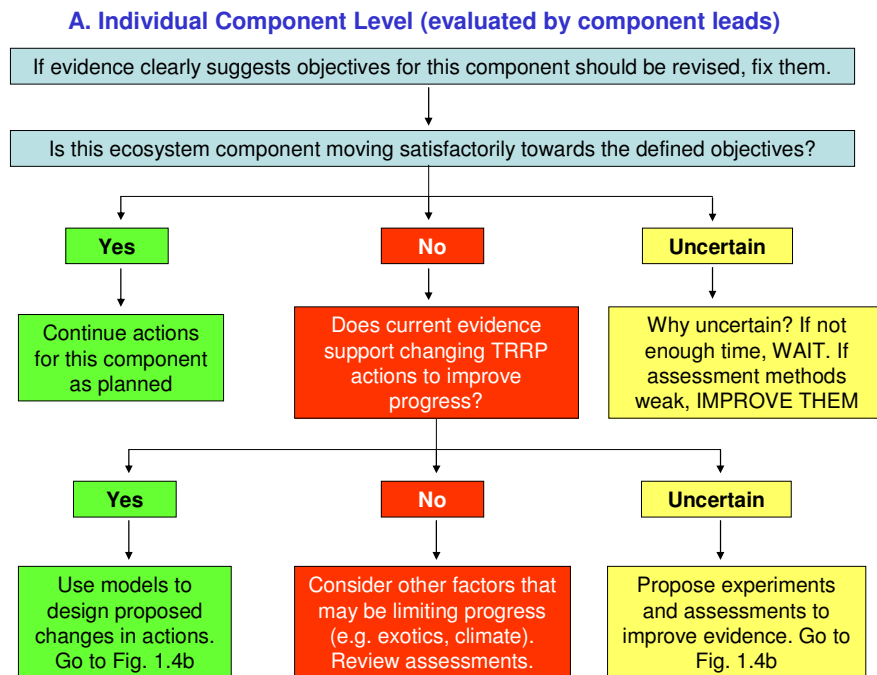 A. Individual Component Level (evaluated by component leads)
If evidence clearly suggests objectives for this component should be revised, fix them.
Is this ecosystem component moving satisfactorily towards the defined objectives?
Yes
No
Uncertain
Continue actions
for this component
as planned
Does current evidence
support changing TRRP
actions to improve
progress?
Why uncertain? If not
enough time, WAIT. If
assessment methods
weak, IMPROVE THEM
Yes
No
Uncertain
Use models to
design proposed
changes in actions.
Go to Fig. 1.4b
Consider other factors that
may be limiting progress
(e.g. exotics, climate).
Review assessments.
Propose experiments
and assessments to
improve evidence. Go to
Fig. 1.4b